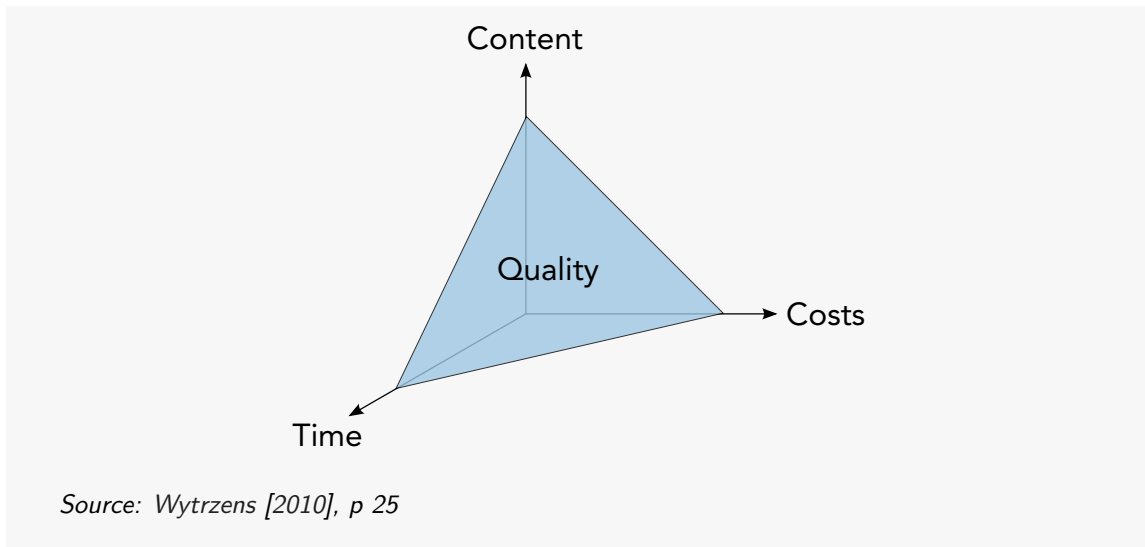 Content
Quality
Costs
Time
Source: Wytrzens [2010], p 25